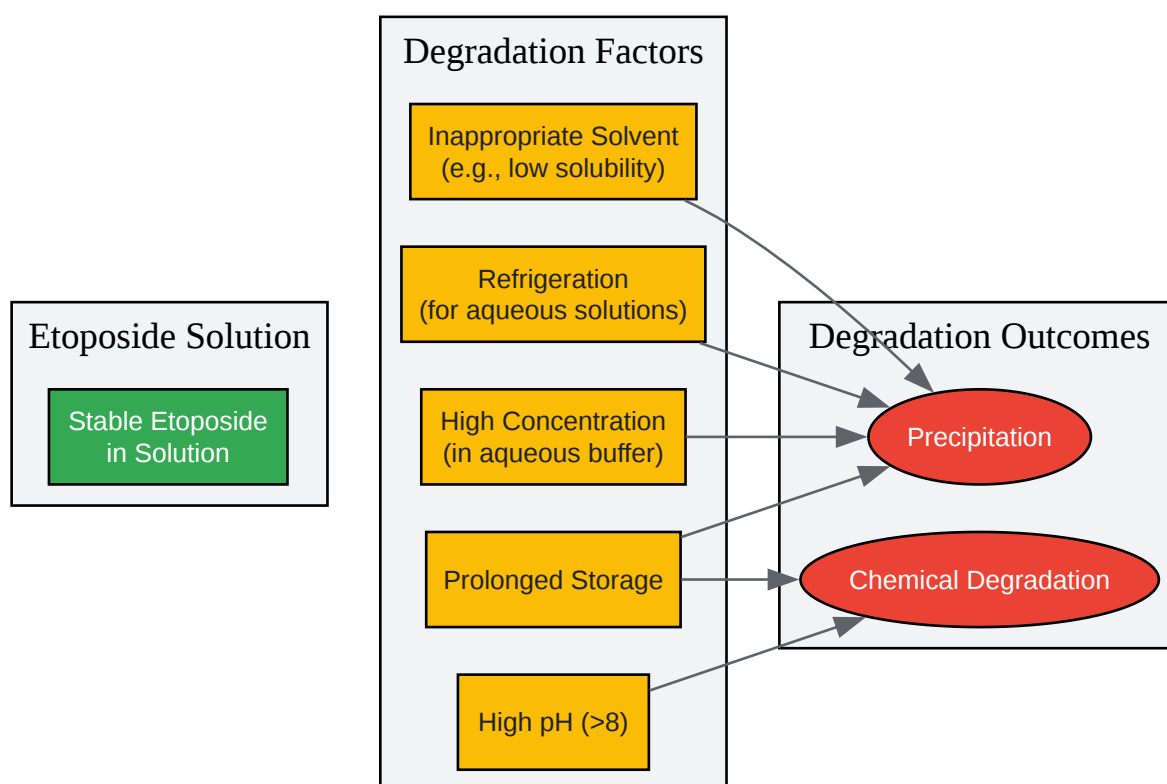 Etoposide Solution
Stable Etoposide
in Solution
Degradation Factors
Inappropriate Solvent
(e.g., low solubility)
Refrigeration
(for aqueous solutions)
High Concentration
(in aqueous buffer)
Prolonged Storage
High pH (>8)
Degradation Outcomes
Precipitation
Chemical Degradation